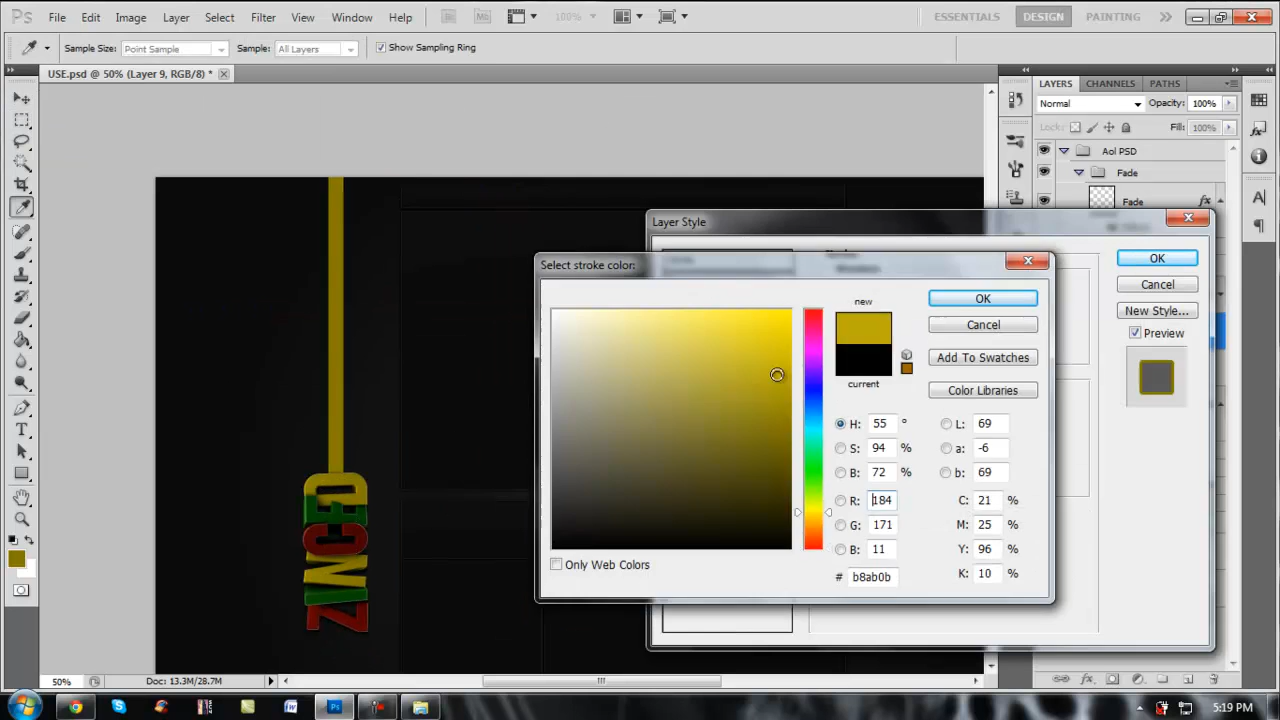 Ps File Edit Image Layer Select Filter View Window Help Mb 100% ESSENTIALS DESIGN PAINTING
Sample Size: Point Sample Sample: All Layers Show Sampling Ring
USE.psd @ 50% (Layer 9, RGB/8) *
LAYERS CHANNELS PATHS
Normal Opacity: 100%
Lock: Fill: 100%
Aol PSD
Fade
Fade fx
Layer Style
Select stroke color:
OK
Cancel
New Style...
Preview
new
current
OK
Cancel
Add To Swatches
Color Libraries
H: 55 ° L: 69
S: 94 % a: -6
B: 72 % b: 69
R: 184 C: 21 %
G: 171 M: 25 %
B: 11 Y: 96 %
# b8ab0b K: 10 %
Only Web Colors
50% Doc: 13.3M/28.7M
5:19 PM